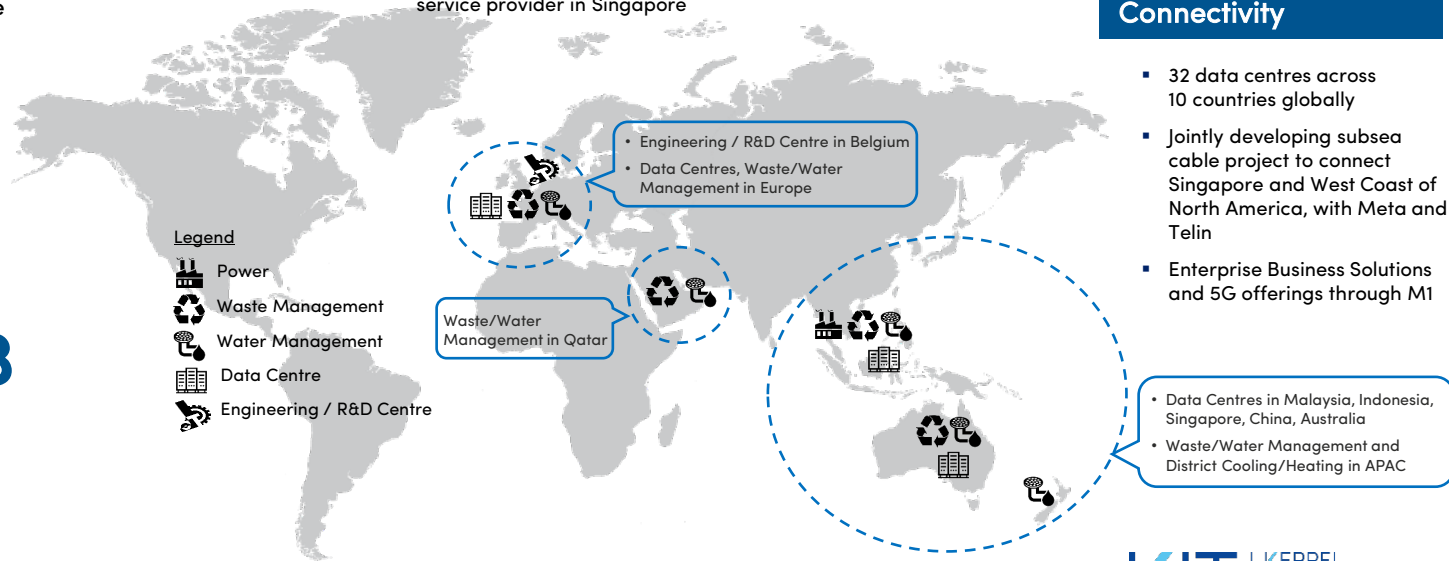 service provider in Singapore
Connectivity
32 data centres across
10 countries globally
Jointly developing subsea
cable project to connect
Singapore and West Coast of
North America, with Meta and
Telin
Enterprise Business Solutions
and 5G offerings through M1
• Engineering / R&D Centre in Belgium
• Data Centres, Waste/Water
Management in Europe
Legend
Power
Waste Management
Water Management
Data Centre
Engineering / R&D Centre
Waste/Water
Management in Qatar
• Data Centres in Malaysia, Indonesia,
Singapore, China, Australia
• Waste/Water Management and
District Cooling/Heating in APAC